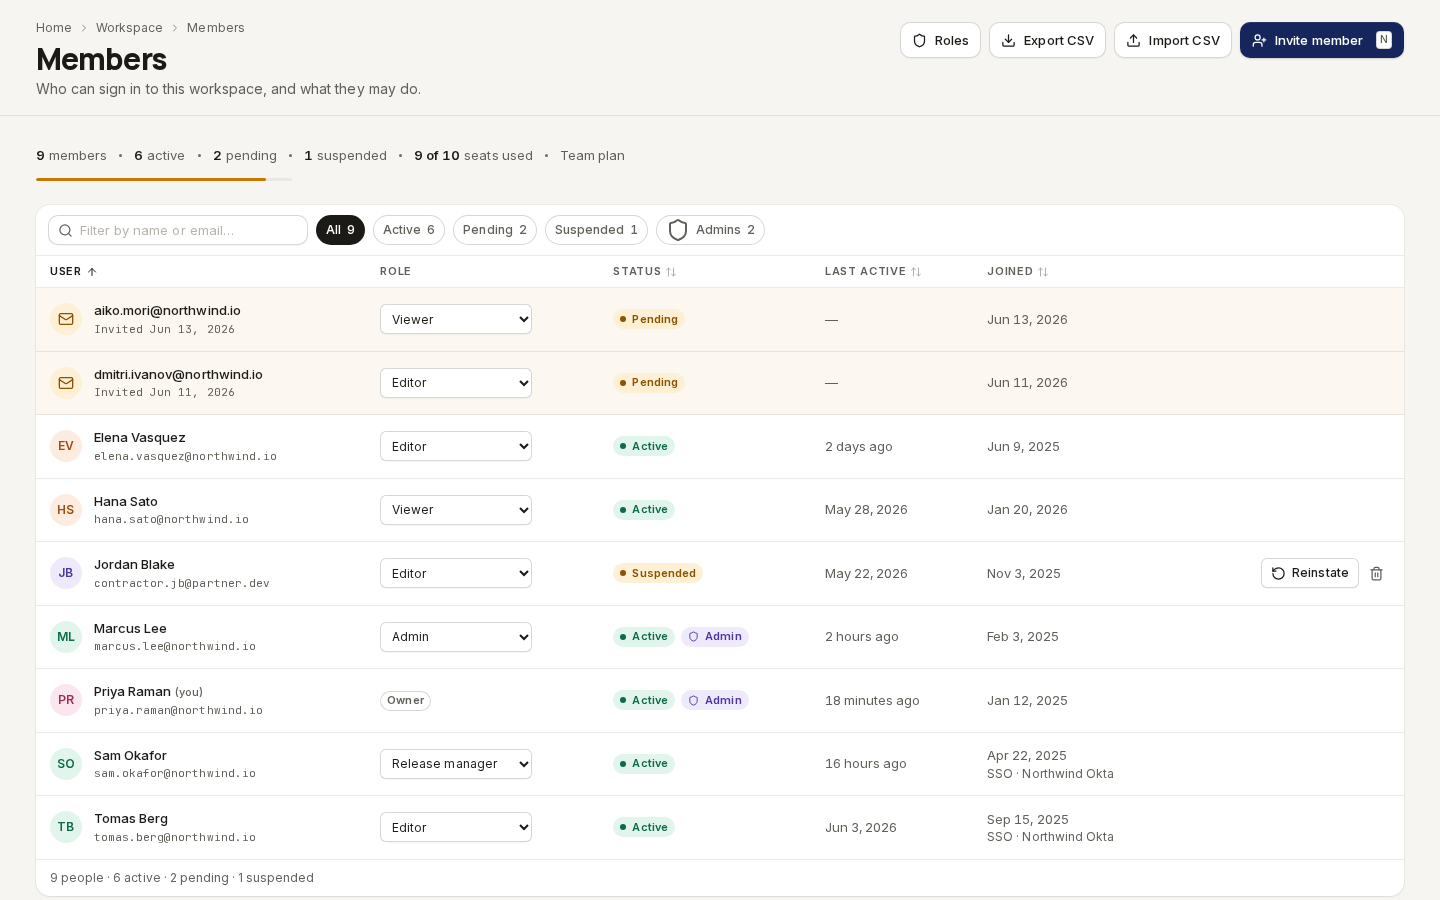 Home > Workspace > Members
Members
Who can sign in to this workspace, and what they may do.
Roles
Export CSV
Import CSV
Invite member N
9 members • 6 active • 2 pending • 1 suspended • 9 of 10 seats used • Team plan
Filter by name or email…
All 9
Active 6
Pending 2
Suspended 1
Admins 2
USER ROLE STATUS LAST ACTIVE JOINED
aiko.mori@northwind.io
Invited Jun 13, 2026
Viewer
Pending
—
Jun 13, 2026
dmitri.ivanov@northwind.io
Invited Jun 11, 2026
Editor
Pending
—
Jun 11, 2026
EV
Elena Vasquez
elena.vasquez@northwind.io
Editor
Active
2 days ago
Jun 9, 2025
HS
Hana Sato
hana.sato@northwind.io
Viewer
Active
May 28, 2026
Jan 20, 2026
JB
Jordan Blake
contractor.jb@partner.dev
Editor
Suspended
May 22, 2026
Nov 3, 2025
Reinstate
ML
Marcus Lee
marcus.lee@northwind.io
Admin
Active
Admin
2 hours ago
Feb 3, 2025
PR
Priya Raman (you)
priya.raman@northwind.io
Owner
Active
Admin
18 minutes ago
Jan 12, 2025
SO
Sam Okafor
sam.okafor@northwind.io
Release manager
Active
16 hours ago
Apr 22, 2025
SSO · Northwind Okta
TB
Tomas Berg
tomas.berg@northwind.io
Editor
Active
Jun 3, 2026
Sep 15, 2025
SSO · Northwind Okta
9 people · 6 active · 2 pending · 1 suspended